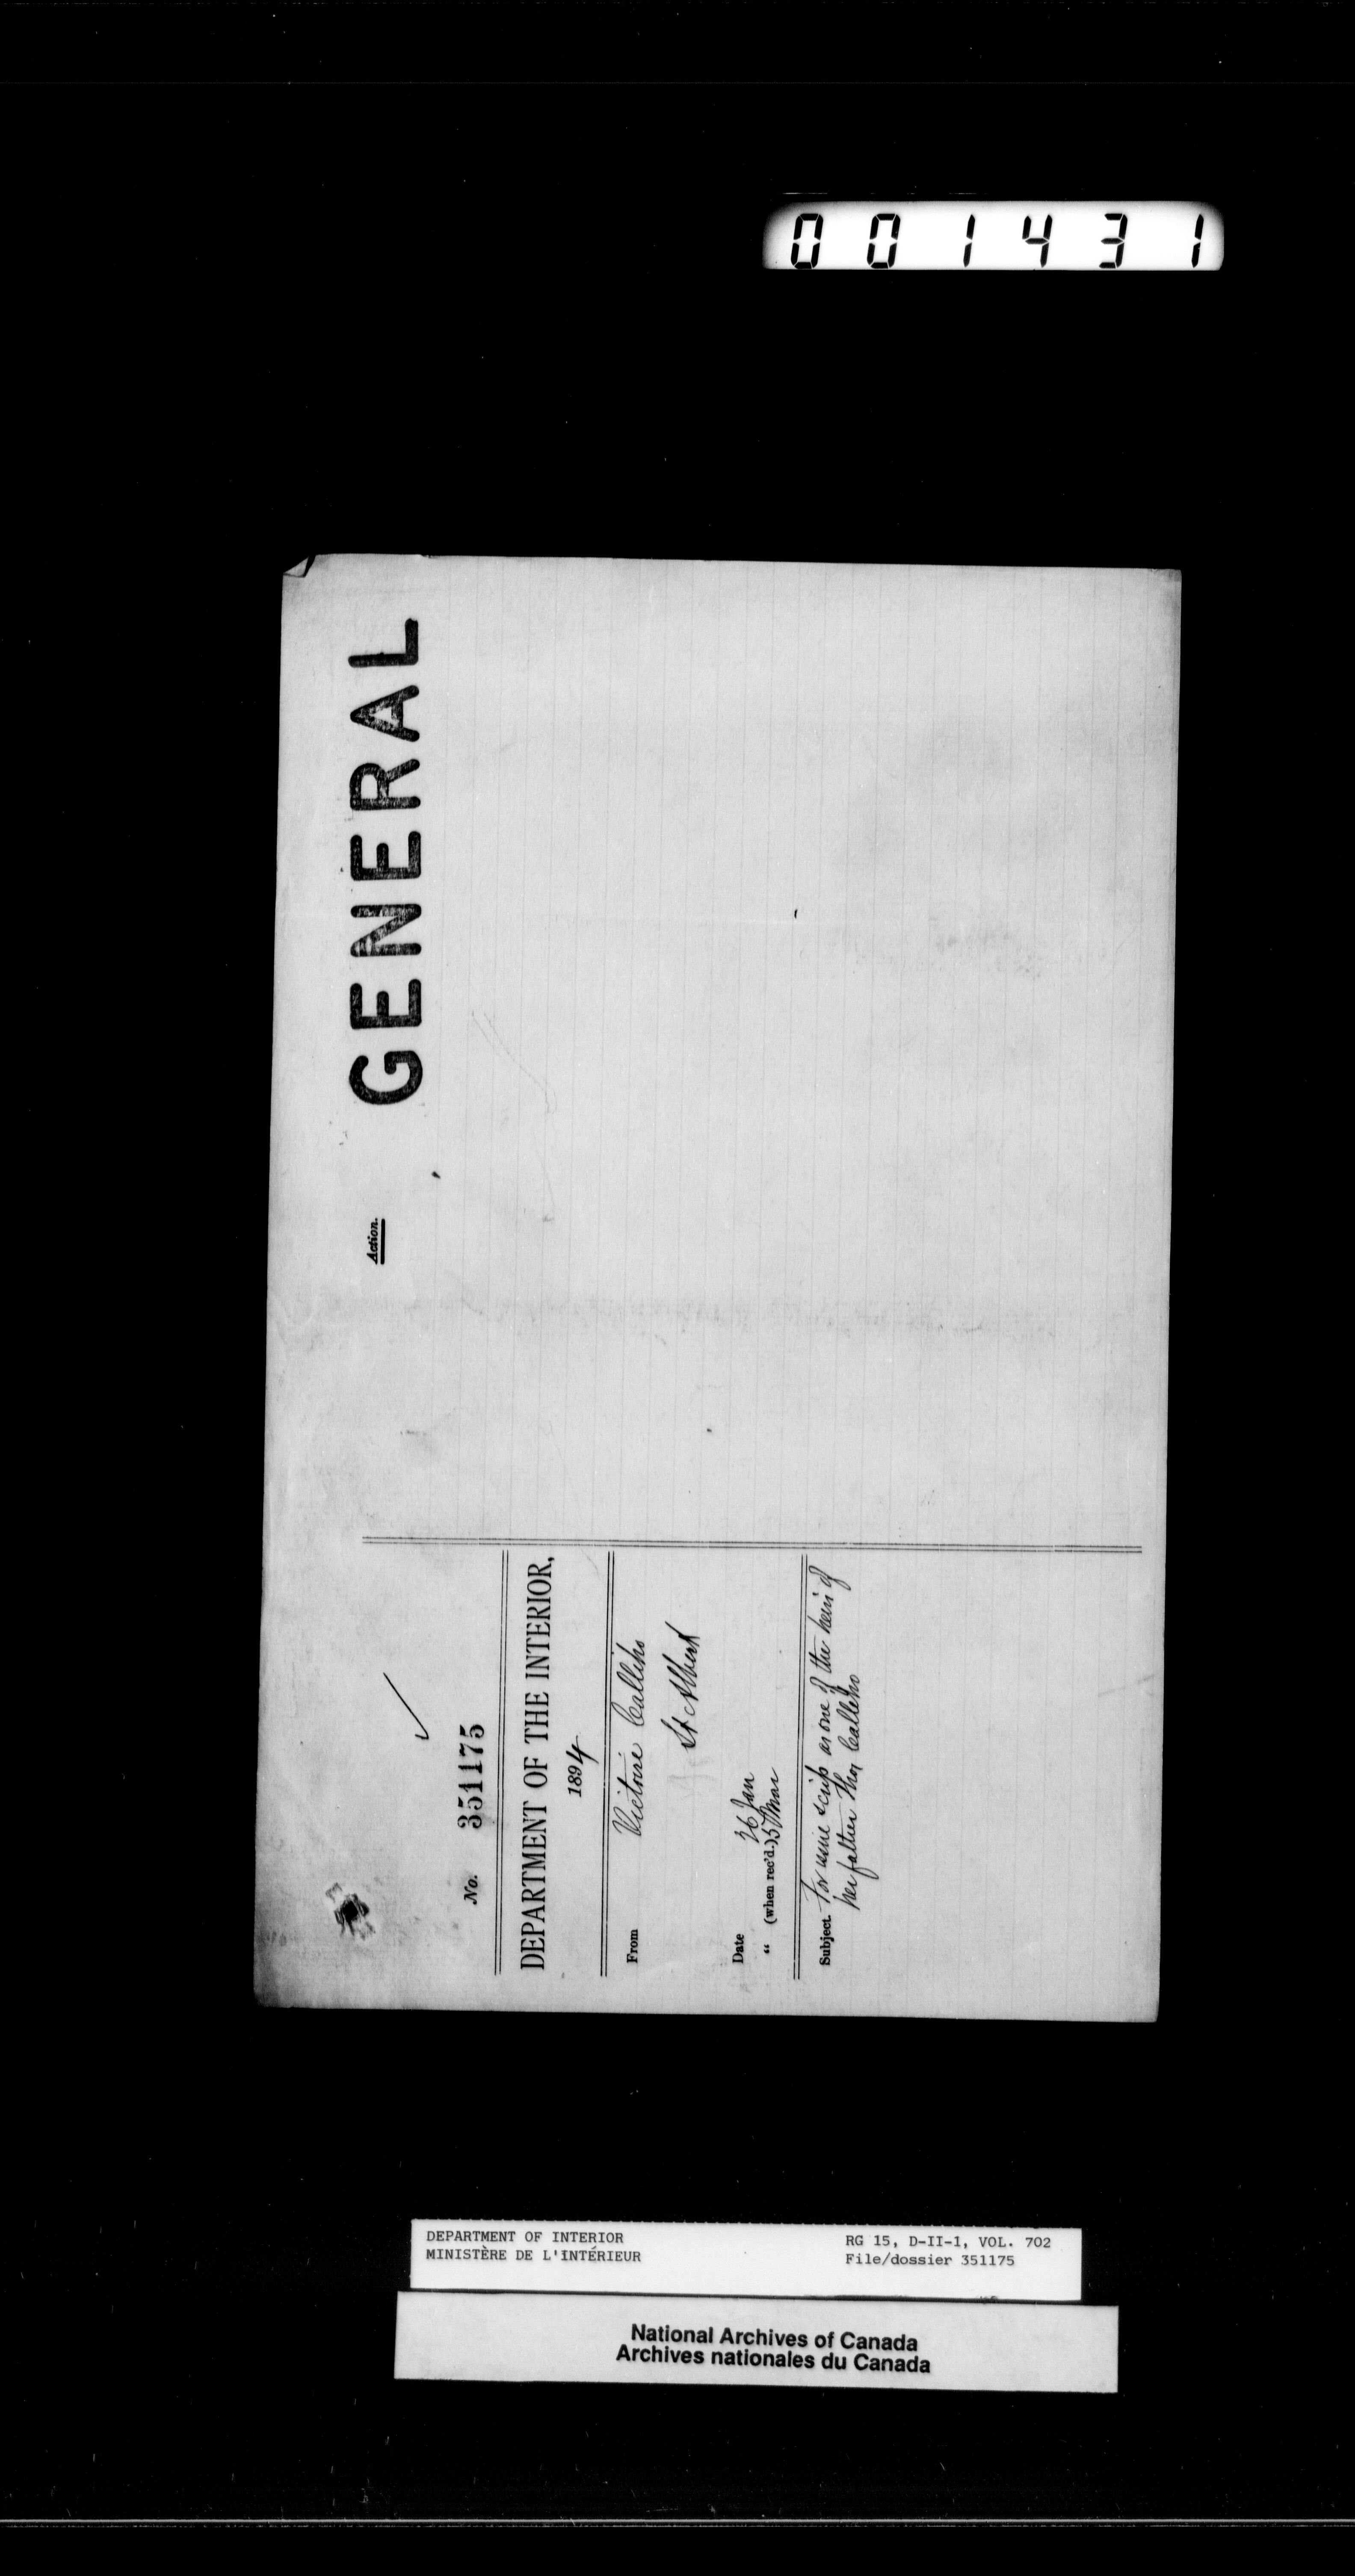 001431
GENERAL
Action.
No. 351175
DEPARTMENT OF THE INTERIOR,
1894
From Victoire Calliho
St Albert
Date 26 Jan
" (when rec'd.) 5 Mar
Subject. For scrip as one of the heirs of
her father Thos Calleho
DEPARTMENT OF INTERIOR
MINISTÈRE DE L'INTÉRIEUR
RG 15, D-II-1, VOL. 702
File/dossier 351175
National Archives of Canada
Archives nationales du Canada